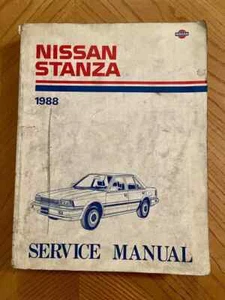 NISSAN
STANZA
1988
SERVICE MANUAL